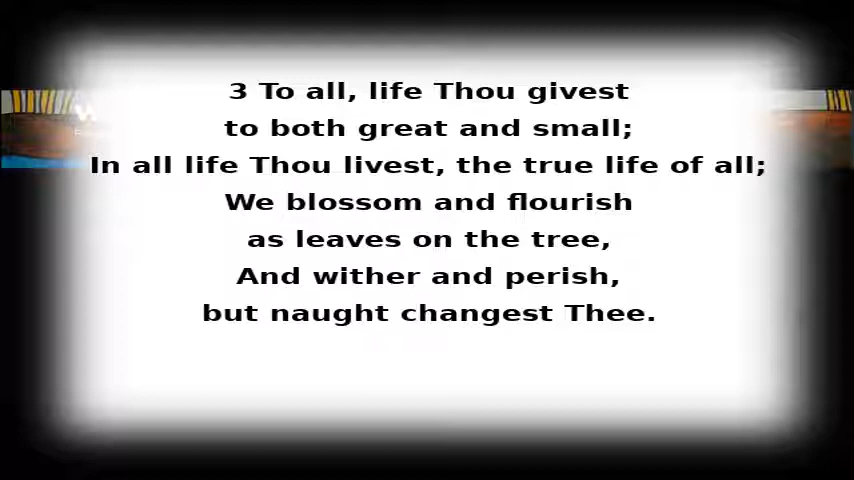 3 To all, life Thou givest
to both great and small;
In all life Thou livest, the true life of all;
We blossom and flourish
as leaves on the tree,
And wither and perish,
but naught changest Thee.